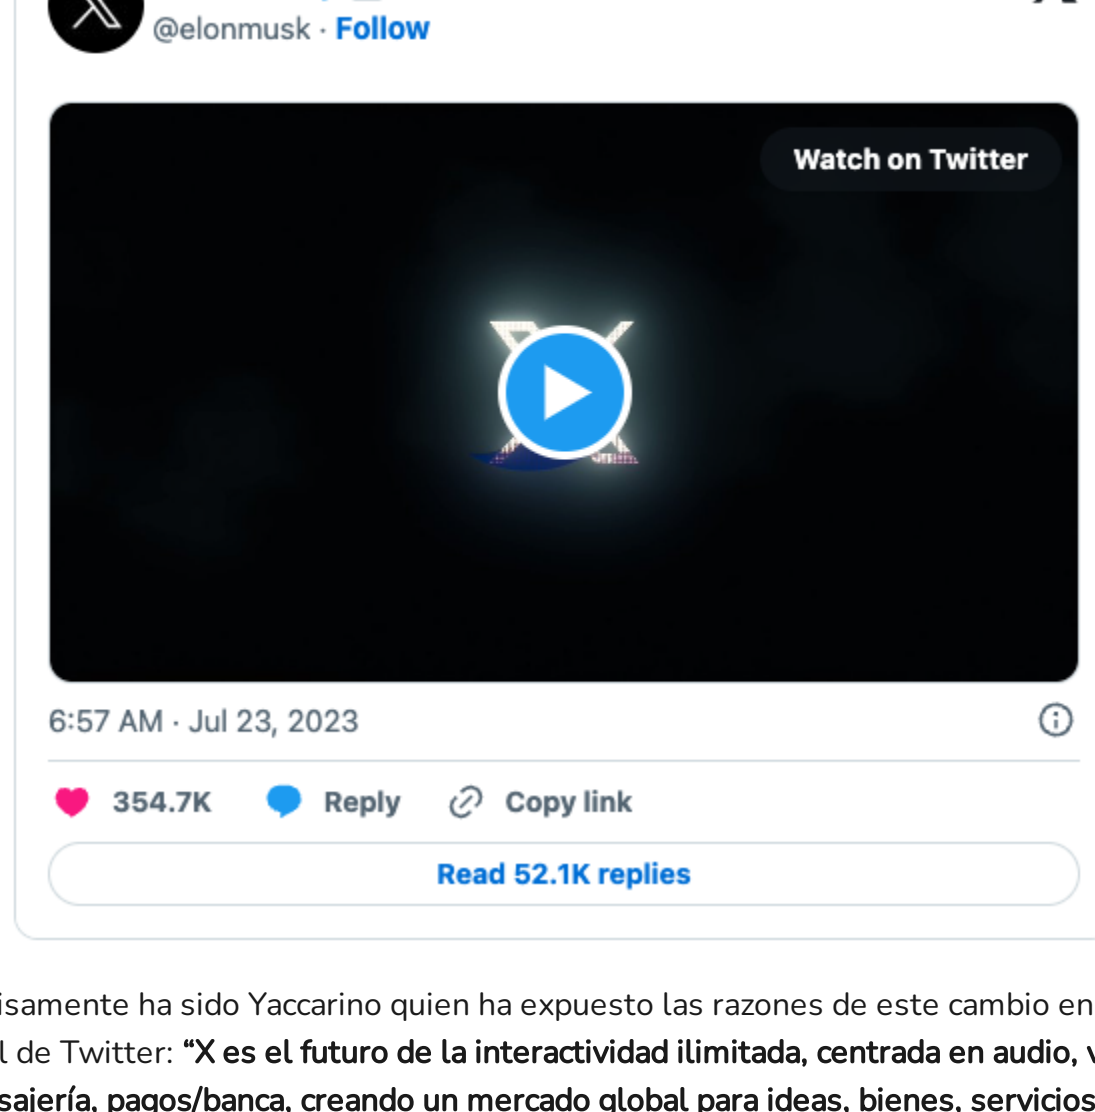 @elonmusk · Follow
Watch on Twitter
6:57 AM · Jul 23, 2023
354.7K Reply Copy link
Read 52.1K replies
isamente ha sido Yaccarino quien ha expuesto las razones de este cambio en
l de Twitter: “X es el futuro de la interactividad ilimitada, centrada en audio, v
sajería, pagos/banca, creando un mercado global para ideas, bienes, servicios